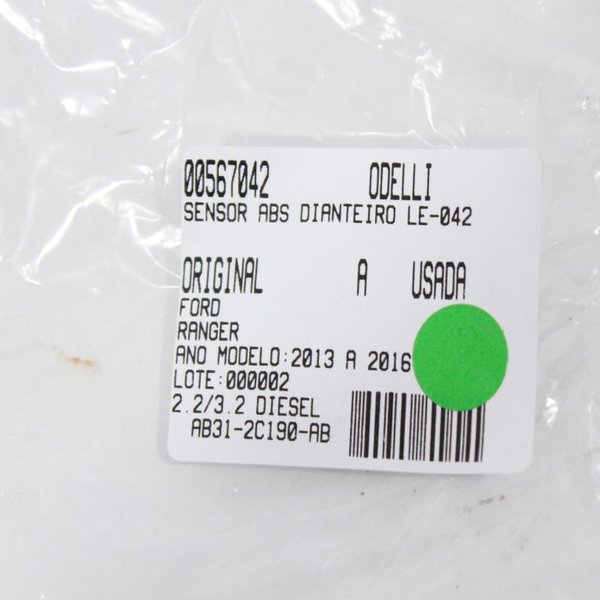 00567042 ODELLI
SENSOR ABS DIANTEIRO LE-042
ORIGINAL A USADA
FORD
RANGER
ANO MODELO:2013 A 2016
LOTE:000002
2.2/3.2 DIESEL
AB31-2C190-AB